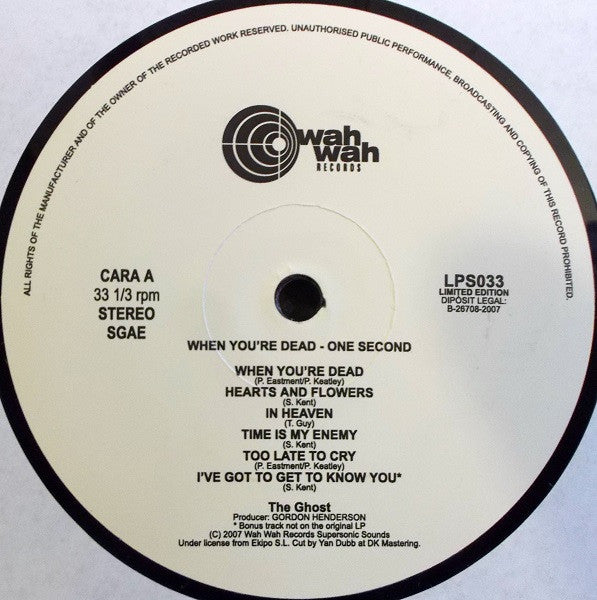 ALL RIGHTS OF THE MANUFACTURER AND OF THE OWNER OF THE RECORDED WORK RESERVED. UNAUTHORISED PUBLIC PERFORMANCE, BROADCASTING AND COPYING OF THIS RECORD PROHIBITED.
wah
wah
RECORDS
CARA A
33 1/3 rpm
STEREO
SGAE
LPS033
LIMITED EDITION
DIPÒSIT LEGAL:
B-26708-2007
WHEN YOU'RE DEAD - ONE SECOND
WHEN YOU'RE DEAD
(P. Eastment/P. Keatley)
HEARTS AND FLOWERS
(S. Kent)
IN HEAVEN
(T. Guy)
TIME IS MY ENEMY
(S. Kent)
TOO LATE TO CRY
(P. Eastment/P. Keatley)
I'VE GOT TO GET TO KNOW YOU*
(S. Kent)
The Ghost
Producer: GORDON HENDERSON
* Bonus track not on the original LP
(C) 2007 Wah Wah Records Supersonic Sounds
Under license from Ekipo S.L. Cut by Yan Dubb at DK Mastering.